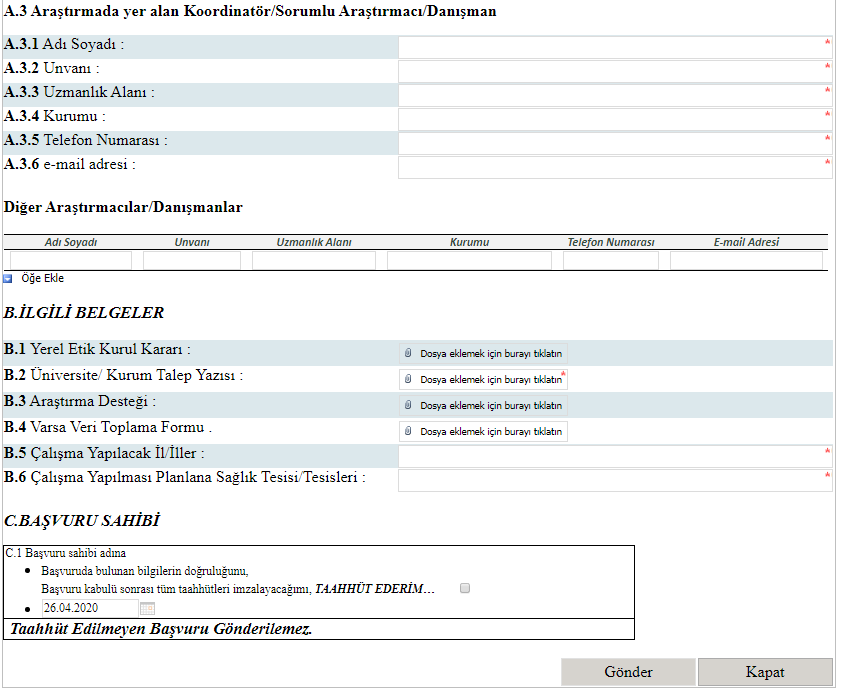 A.3 Araştırmada yer alan Koordinatör/Sorumlu Araştırmacı/Danışman
A.3.1 Adı Soyadı : *
A.3.2 Unvanı : *
A.3.3 Uzmanlık Alanı : *
A.3.4 Kurumu : *
A.3.5 Telefon Numarası : *
A.3.6 e-mail adresi : *
Diğer Araştırmacılar/Danışmanlar
Adı Soyadı Unvanı Uzmanlık Alanı Kurumu Telefon Numarası E-mail Adresi
Öğe Ekle
B.İLGİLİ BELGELER
B.1 Yerel Etik Kurul Kararı : Dosya eklemek için burayı tıklatın
B.2 Üniversite/ Kurum Talep Yazısı : Dosya eklemek için burayı tıklatın *
B.3 Araştırma Desteği : Dosya eklemek için burayı tıklatın
B.4 Varsa Veri Toplama Formu . Dosya eklemek için burayı tıklatın
B.5 Çalışma Yapılacak İl/İller : *
B.6 Çalışma Yapılması Planlana Sağlık Tesisi/Tesisleri : *
C.BAŞVURU SAHİBİ
C.1 Başvuru sahibi adına
• Başvuruda bulunan bilgilerin doğruluğunu,
Başvuru kabulü sonrası tüm taahhütleri imzalayacağımı, TAAHHÜT EDERİM…
• 26.04.2020
Taahhüt Edilmeyen Başvuru Gönderilemez.
Gönder Kapat